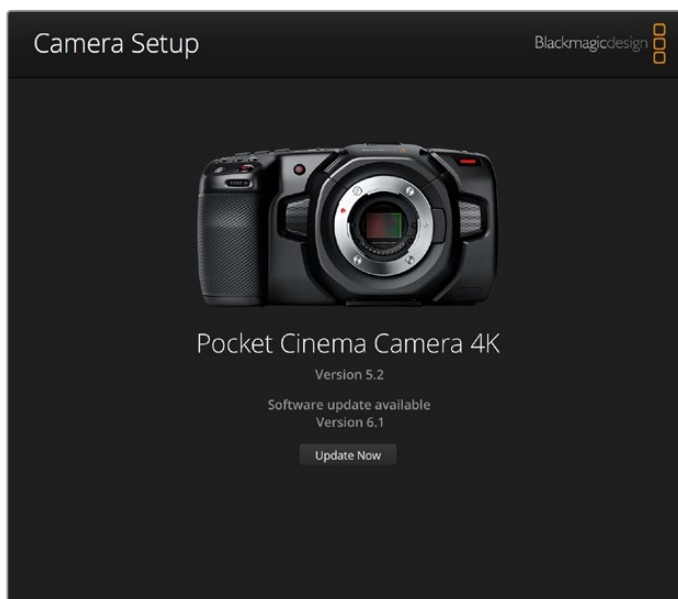 Camera Setup
Blackmagicdesign
Pocket Cinema Camera 4K
Version 5.2
Software update available
Version 6.1
Update Now